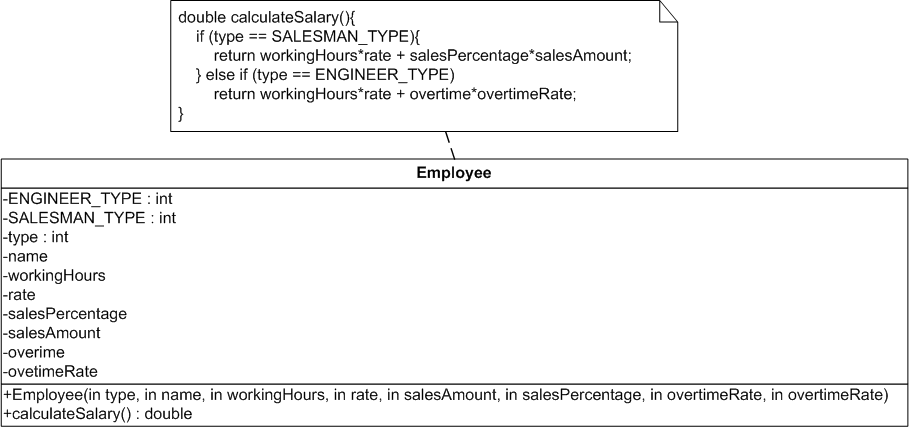 double calculateSalary(){
if (type == SALESMAN_TYPE){
return workingHours*rate + salesPercentage*salesAmount;
} else if (type == ENGINEER_TYPE)
return workingHours*rate + overtime*overtimeRate;
}
Employee
-ENGINEER_TYPE : int
-SALESMAN_TYPE : int
-type : int
-name
-workingHours
-rate
-salesPercentage
-salesAmount
-overime
-ovetimeRate
+Employee(in type, in name, in workingHours, in rate, in salesAmount, in salesPercentage, in overtimeRate, in overtimeRate)
+calculateSalary() : double